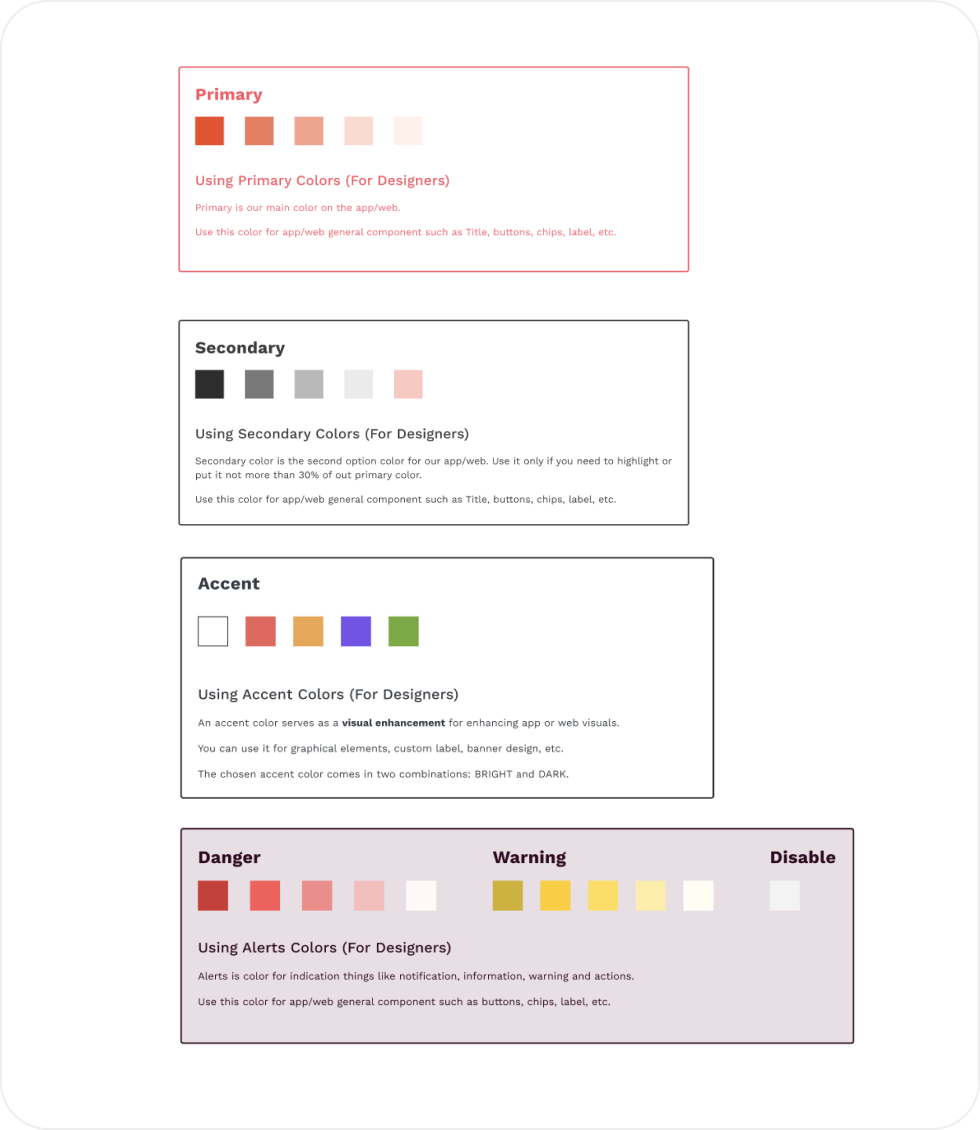 Primary
Using Primary Colors (For Designers)
Primary is our main color on the app/web.
Use this color for app/web general component such as Title, buttons, chips, label, etc.
Secondary
Using Secondary Colors (For Designers)
Secondary color is the second option color for our app/web. Use it only if you need to highlight or
put it not more than 30% of out primary color.
Use this color for app/web general component such as Title, buttons, chips, label, etc.
Accent
Using Accent Colors (For Designers)
An accent color serves as a visual enhancement for enhancing app or web visuals.
You can use it for graphical elements, custom label, banner design, etc.
The chosen accent color comes in two combinations: BRIGHT and DARK.
Danger
Warning
Disable
Using Alerts Colors (For Designers)
Alerts is color for indication things like notification, information, warning and actions.
Use this color for app/web general component such as buttons, chips, label, etc.